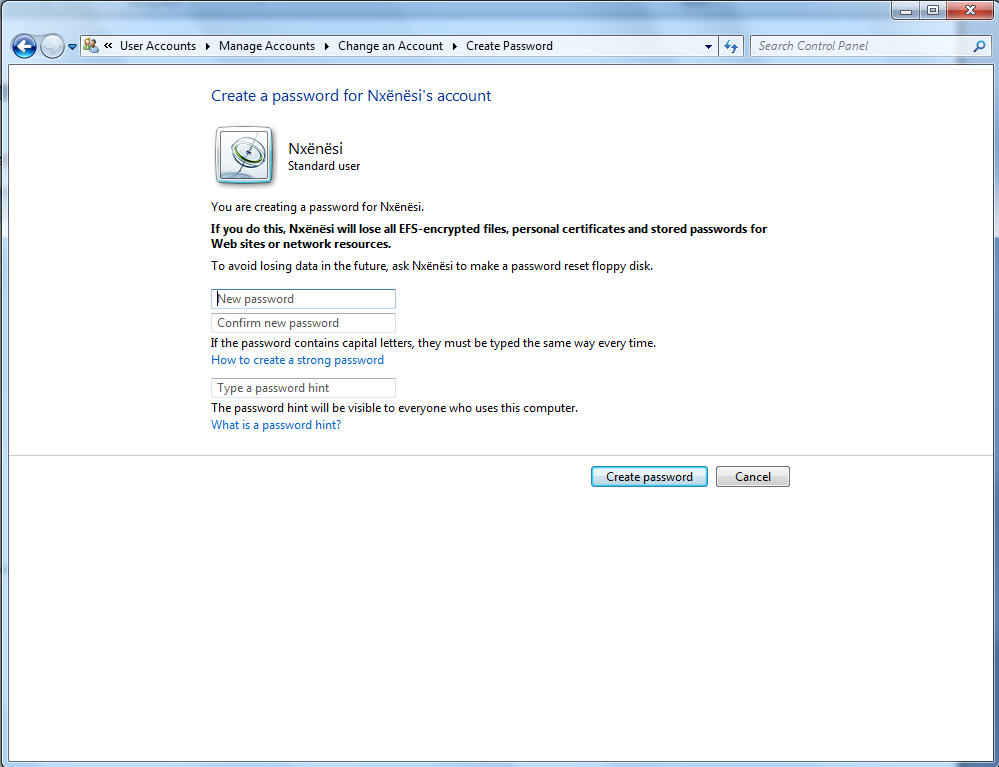 « User Accounts Manage Accounts Change an Account Create Password
Search Control Panel
Create a password for Nxënësi's account
Nxënësi
Standard user
You are creating a password for Nxënësi.
If you do this, Nxënësi will lose all EFS-encrypted files, personal certificates and stored passwords for
Web sites or network resources.
To avoid losing data in the future, ask Nxënësi to make a password reset floppy disk.
New password
Confirm new password
If the password contains capital letters, they must be typed the same way every time.
How to create a strong password
Type a password hint
The password hint will be visible to everyone who uses this computer.
What is a password hint?
Create password
Cancel